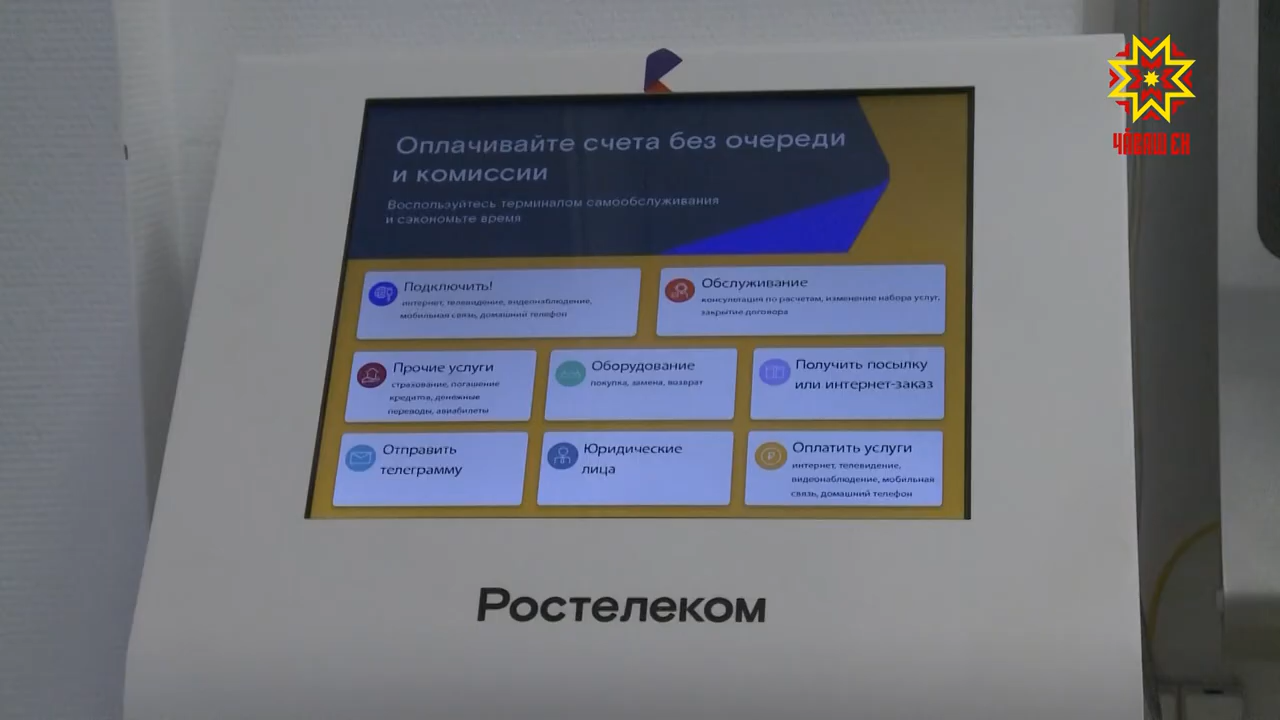 ЧӐВАШ ЕН
Оплачивайте счета без очереди
и комиссии
Воспользуйтесь терминалом самообслуживания
и сэкономьте время
Подключить!
интернет, телевидение, видеонаблюдение,
мобильная связь, домашний телефон
Обслуживание
консультация по расчетам, изменение набора услуг,
закрытие договора
Прочие услуги
страхование, погашение
кредитов, денежные
переводы, авиабилеты
Оборудование
покупка, замена, возврат
Получить посылку
или интернет-заказ
Отправить
телеграмму
Юридические
лица
Оплатить услуги
интернет, телевидение,
видеонаблюдение, мобильная
связь, домашний телефон
Ростелеком